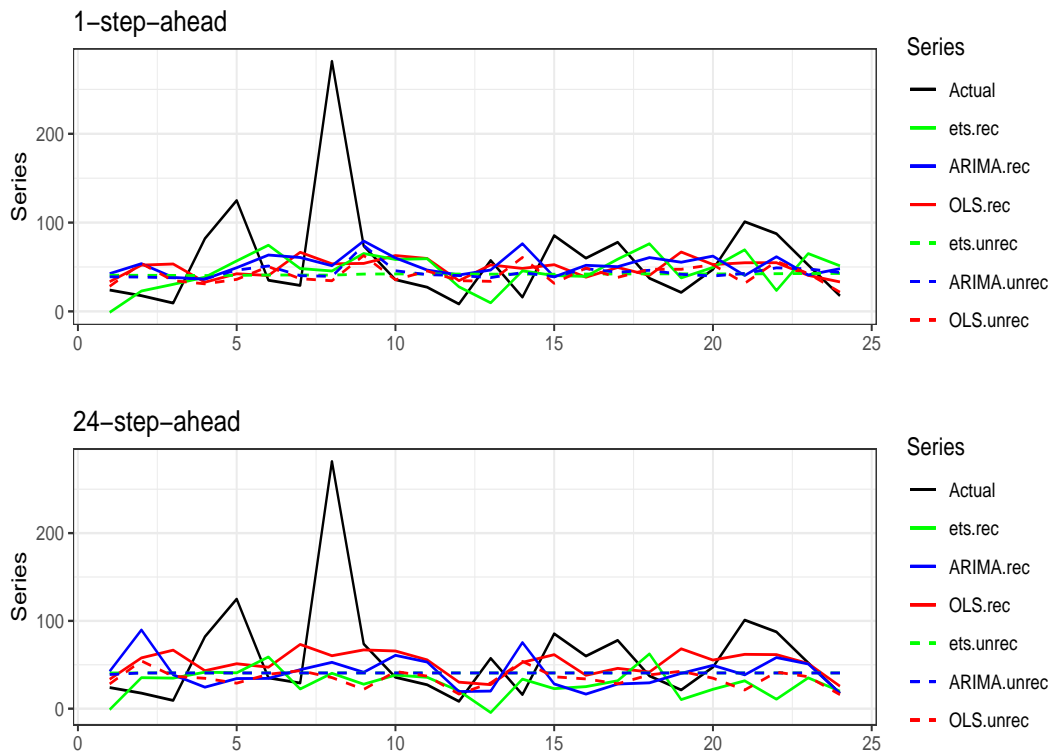 1−step−ahead
Series
200
100
0
0 5 10 15 20 25
Series
Actual
ets.rec
ARIMA.rec
OLS.rec
ets.unrec
ARIMA.unrec
OLS.unrec
24−step−ahead
Series
200
100
0
0 5 10 15 20 25
Series
Actual
ets.rec
ARIMA.rec
OLS.rec
ets.unrec
ARIMA.unrec
OLS.unrec